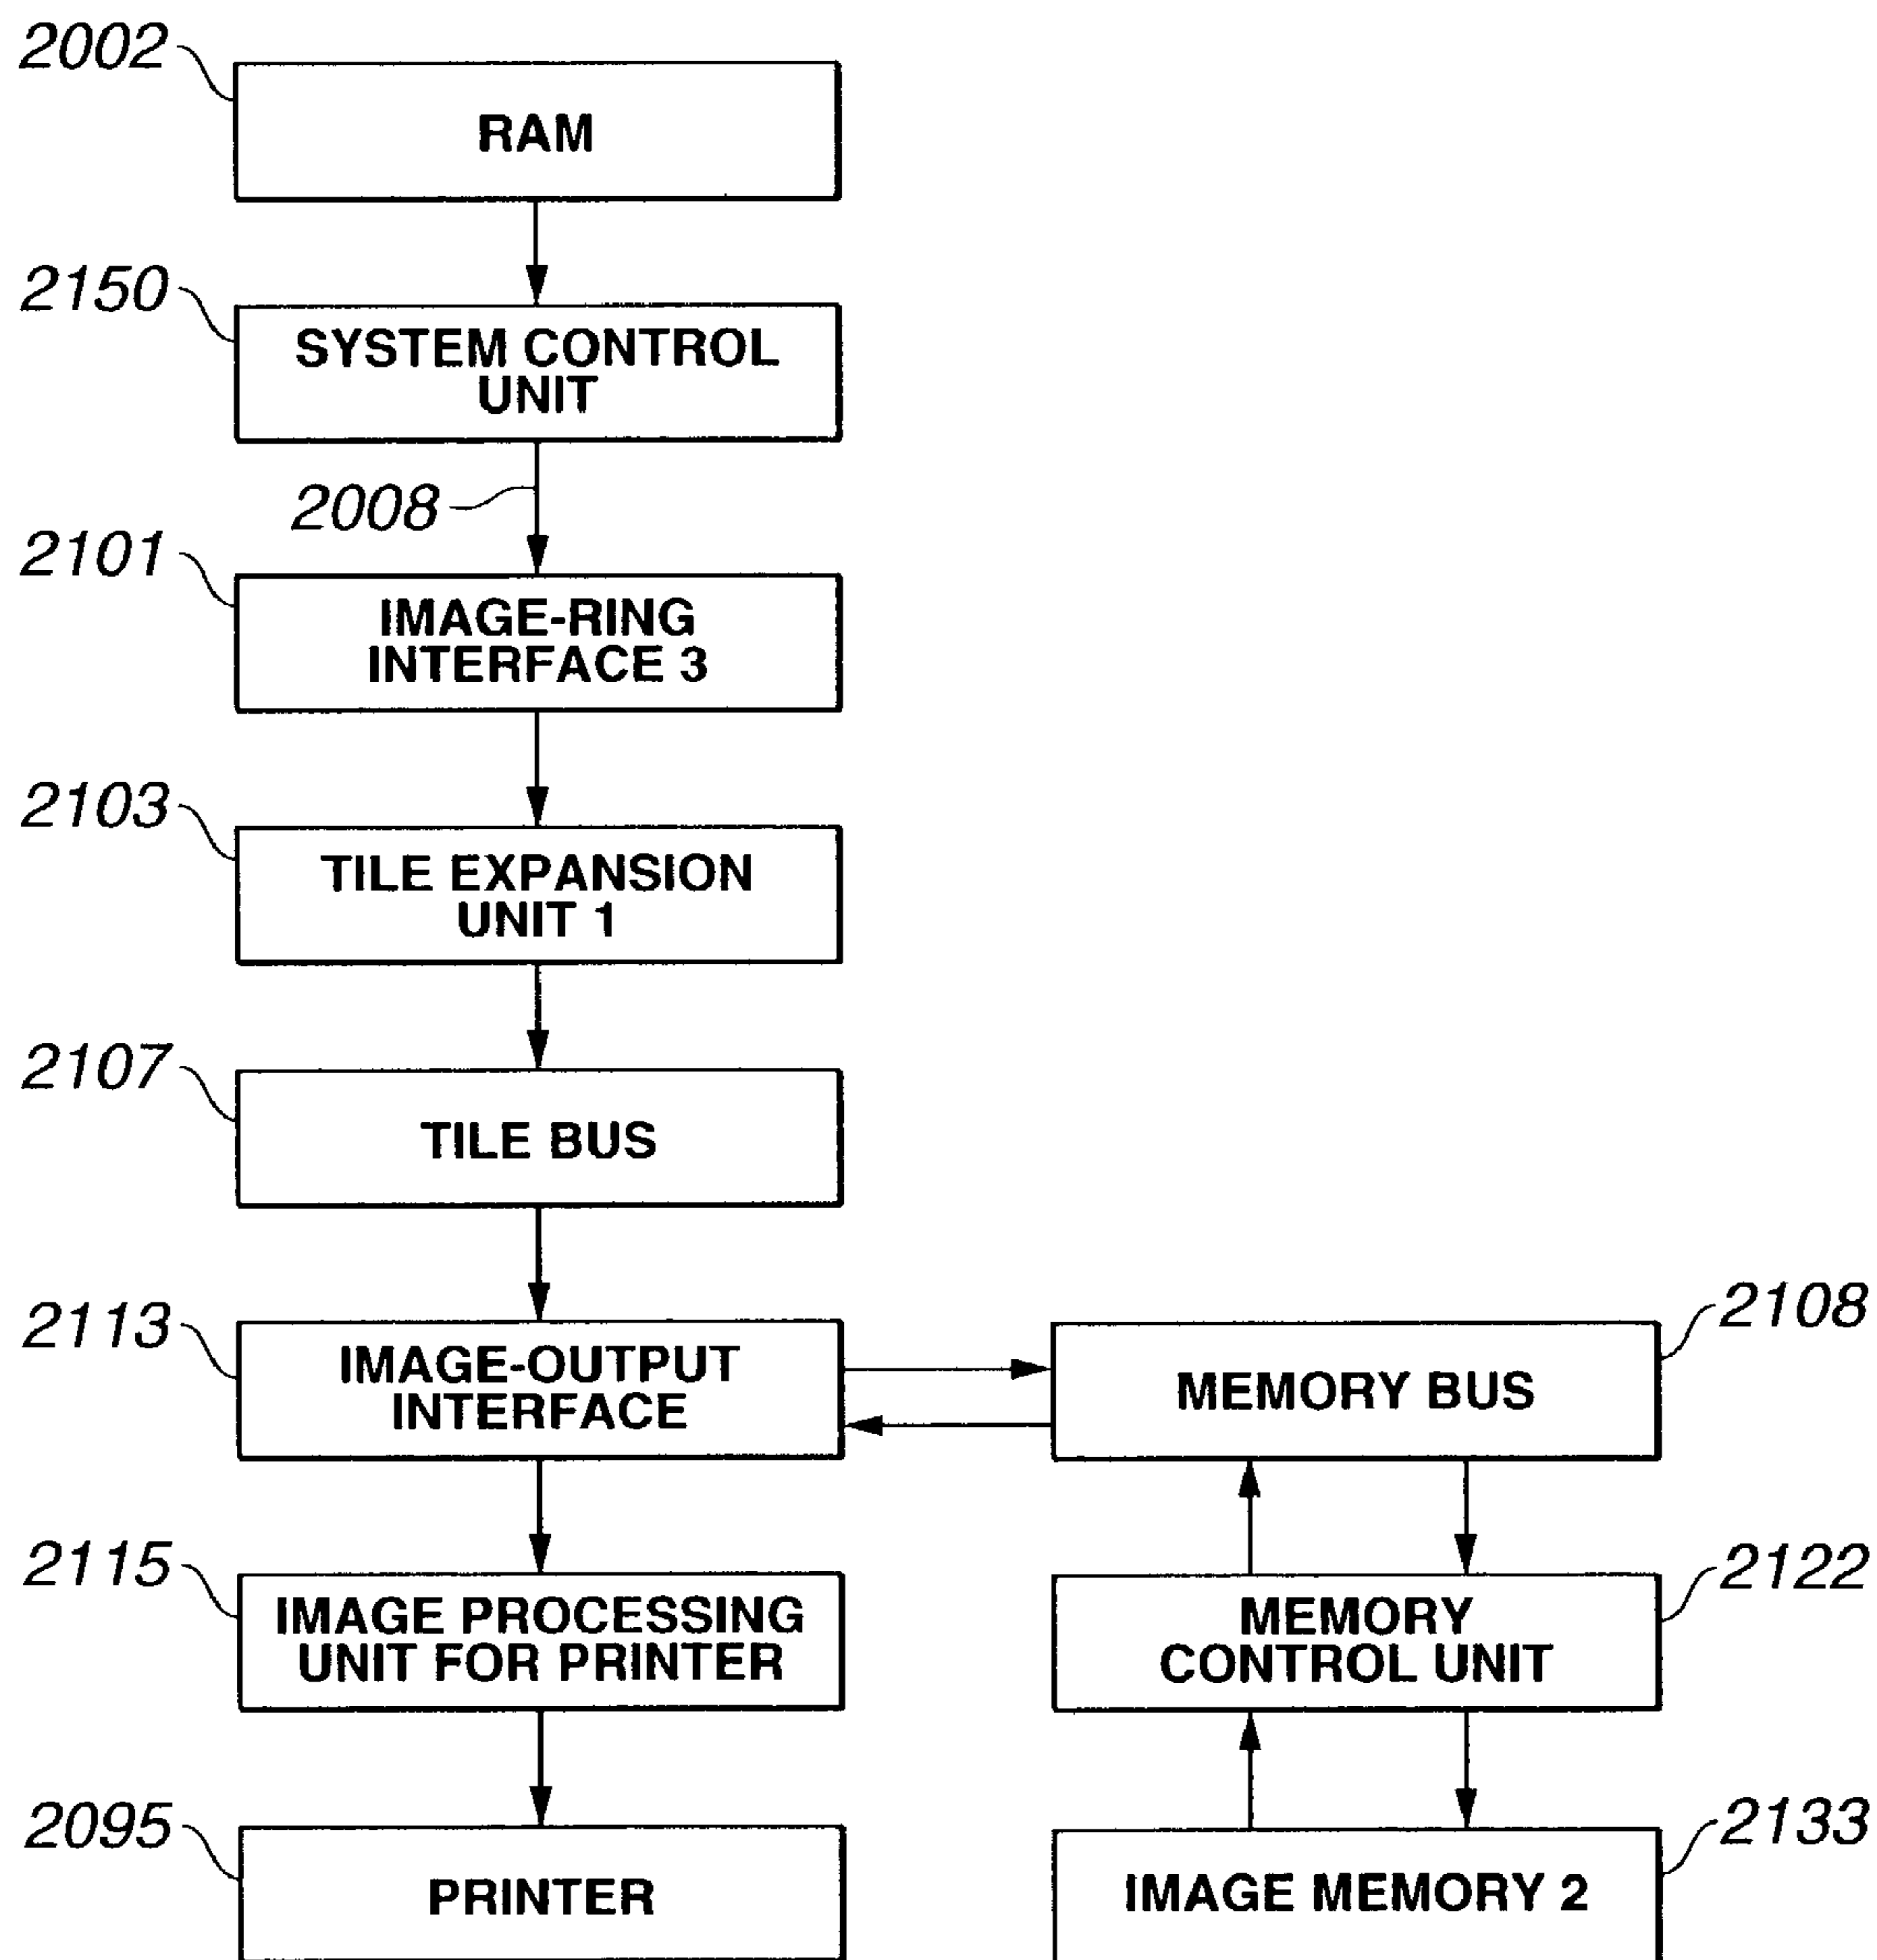 2002
RAM
2150
SYSTEM CONTROL
UNIT
2008
2101
IMAGE-RING
INTERFACE 3
2103
TILE EXPANSION
UNIT 1
2107
TILE BUS
2113
IMAGE-OUTPUT
INTERFACE
2108
MEMORY BUS
2115
IMAGE PROCESSING
UNIT FOR PRINTER
2122
MEMORY
CONTROL UNIT
2095
PRINTER
2133
IMAGE MEMORY 2